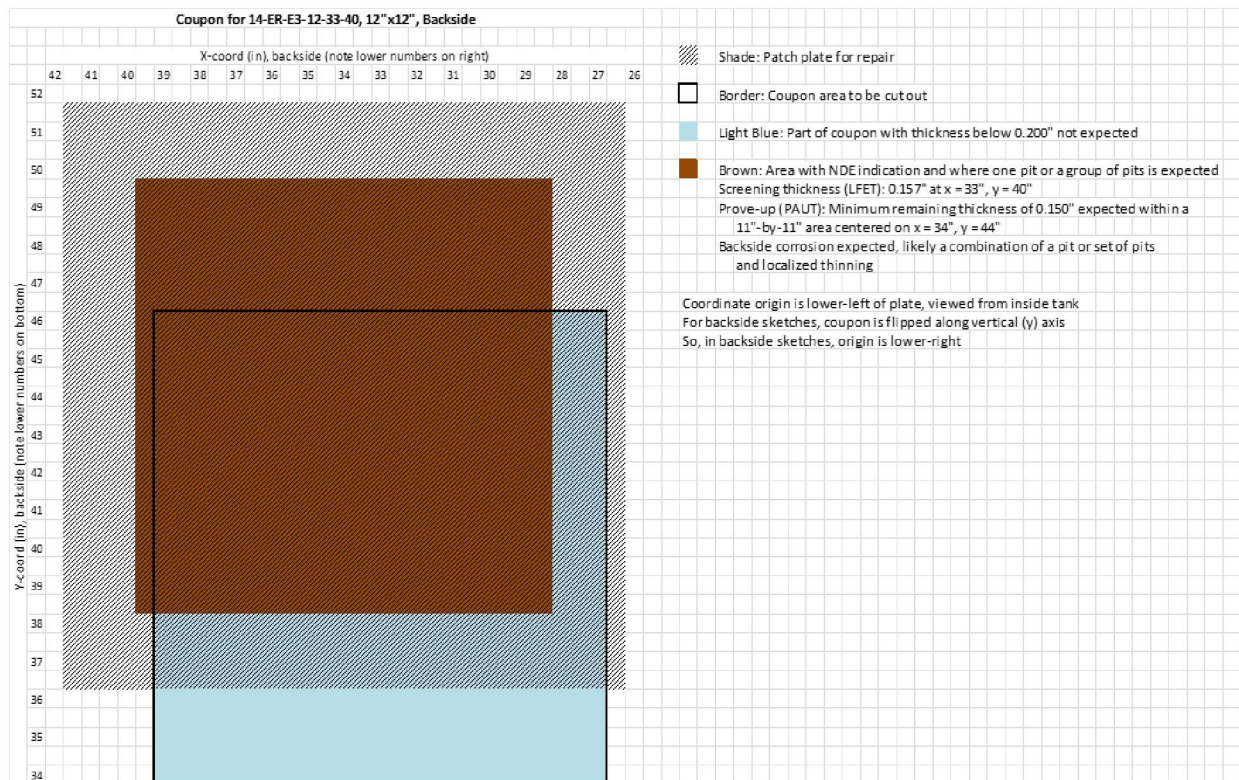 Coupon for 14-ER-E3-12-33-40, 12"x12", Backside
X-coord (in), backside (note lower numbers on right)
42 41 40 39 38 37 36 35 34 33 32 31 30 29 28 27 26
52
51
50
49
48
47
46
45
44
43
42
41
40
39
38
37
36
35
34
Y-coord (in), backside (note lower numbers on bottom)
Shade: Patch plate for repair
Border: Coupon area to be cut out
Light Blue: Part of coupon with thickness below 0.200" not expected
Brown: Area with NDE indication and where one pit or a group of pits is expected
Screening thickness (LFET): 0.157" at x = 33", y = 40"
Prove-up (PAUT): Minimum remaining thickness of 0.150" expected within a
11"-by-11" area centered on x = 34", y = 44"
Backside corrosion expected, likely a combination of a pit or set of pits
and localized thinning
Coordinate origin is lower-left of plate, viewed from inside tank
For backside sketches, coupon is flipped along vertical (y) axis
So, in backside sketches, origin is lower-right